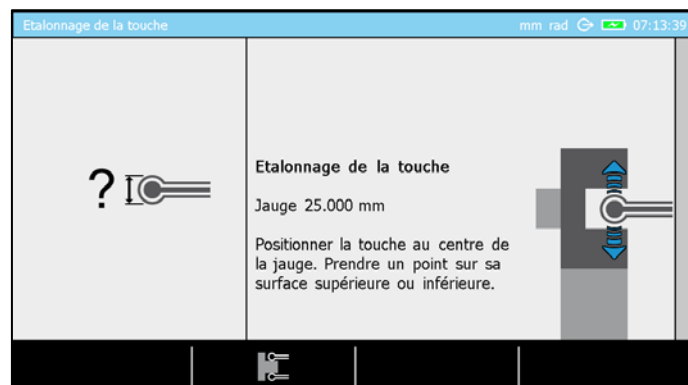 Etalonnage de la touche
mm rad 07:13:39
?
Etalonnage de la touche
Jauge 25.000 mm
Positionner la touche au centre de
la jauge. Prendre un point sur sa
surface supérieure ou inférieure.